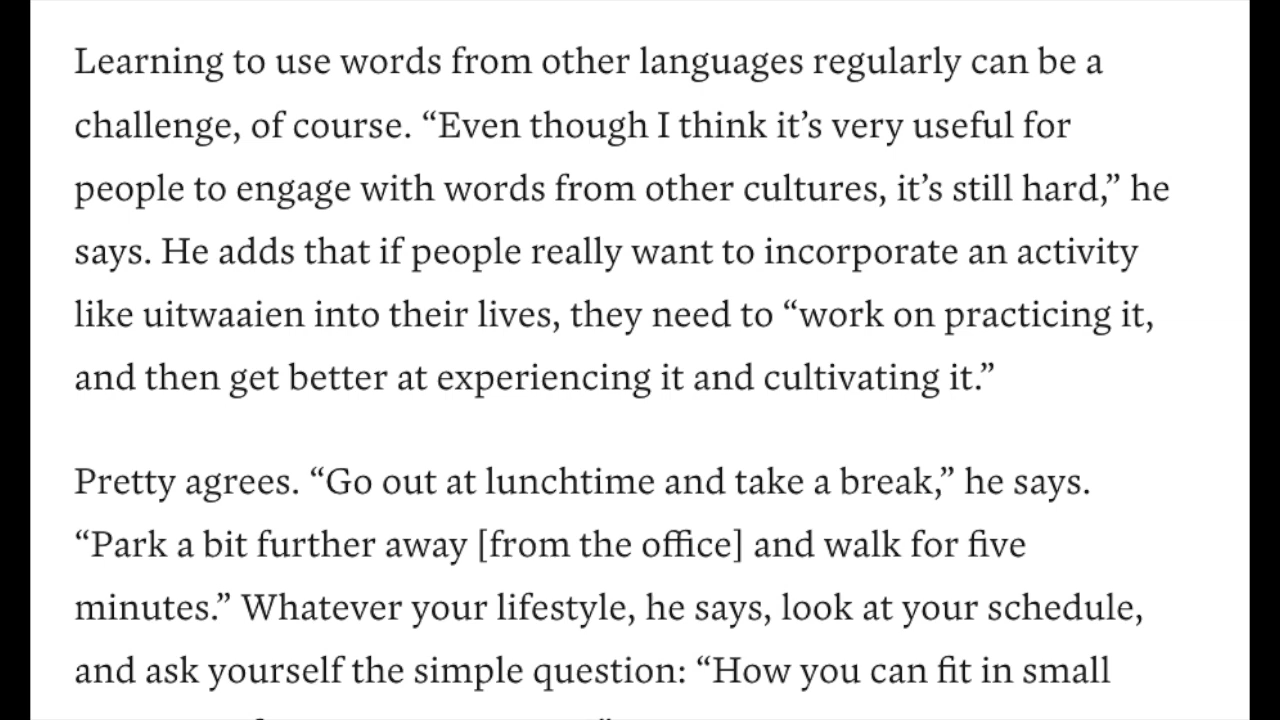 Learning to use words from other languages regularly can be a
challenge, of course. “Even though I think it’s very useful for
people to engage with words from other cultures, it’s still hard,” he
says. He adds that if people really want to incorporate an activity
like uitwaaien into their lives, they need to “work on practicing it,
and then get better at experiencing it and cultivating it.”
Pretty agrees. “Go out at lunchtime and take a break,” he says.
“Park a bit further away [from the office] and walk for five
minutes.” Whatever your lifestyle, he says, look at your schedule,
and ask yourself the simple question: “How you can fit in small